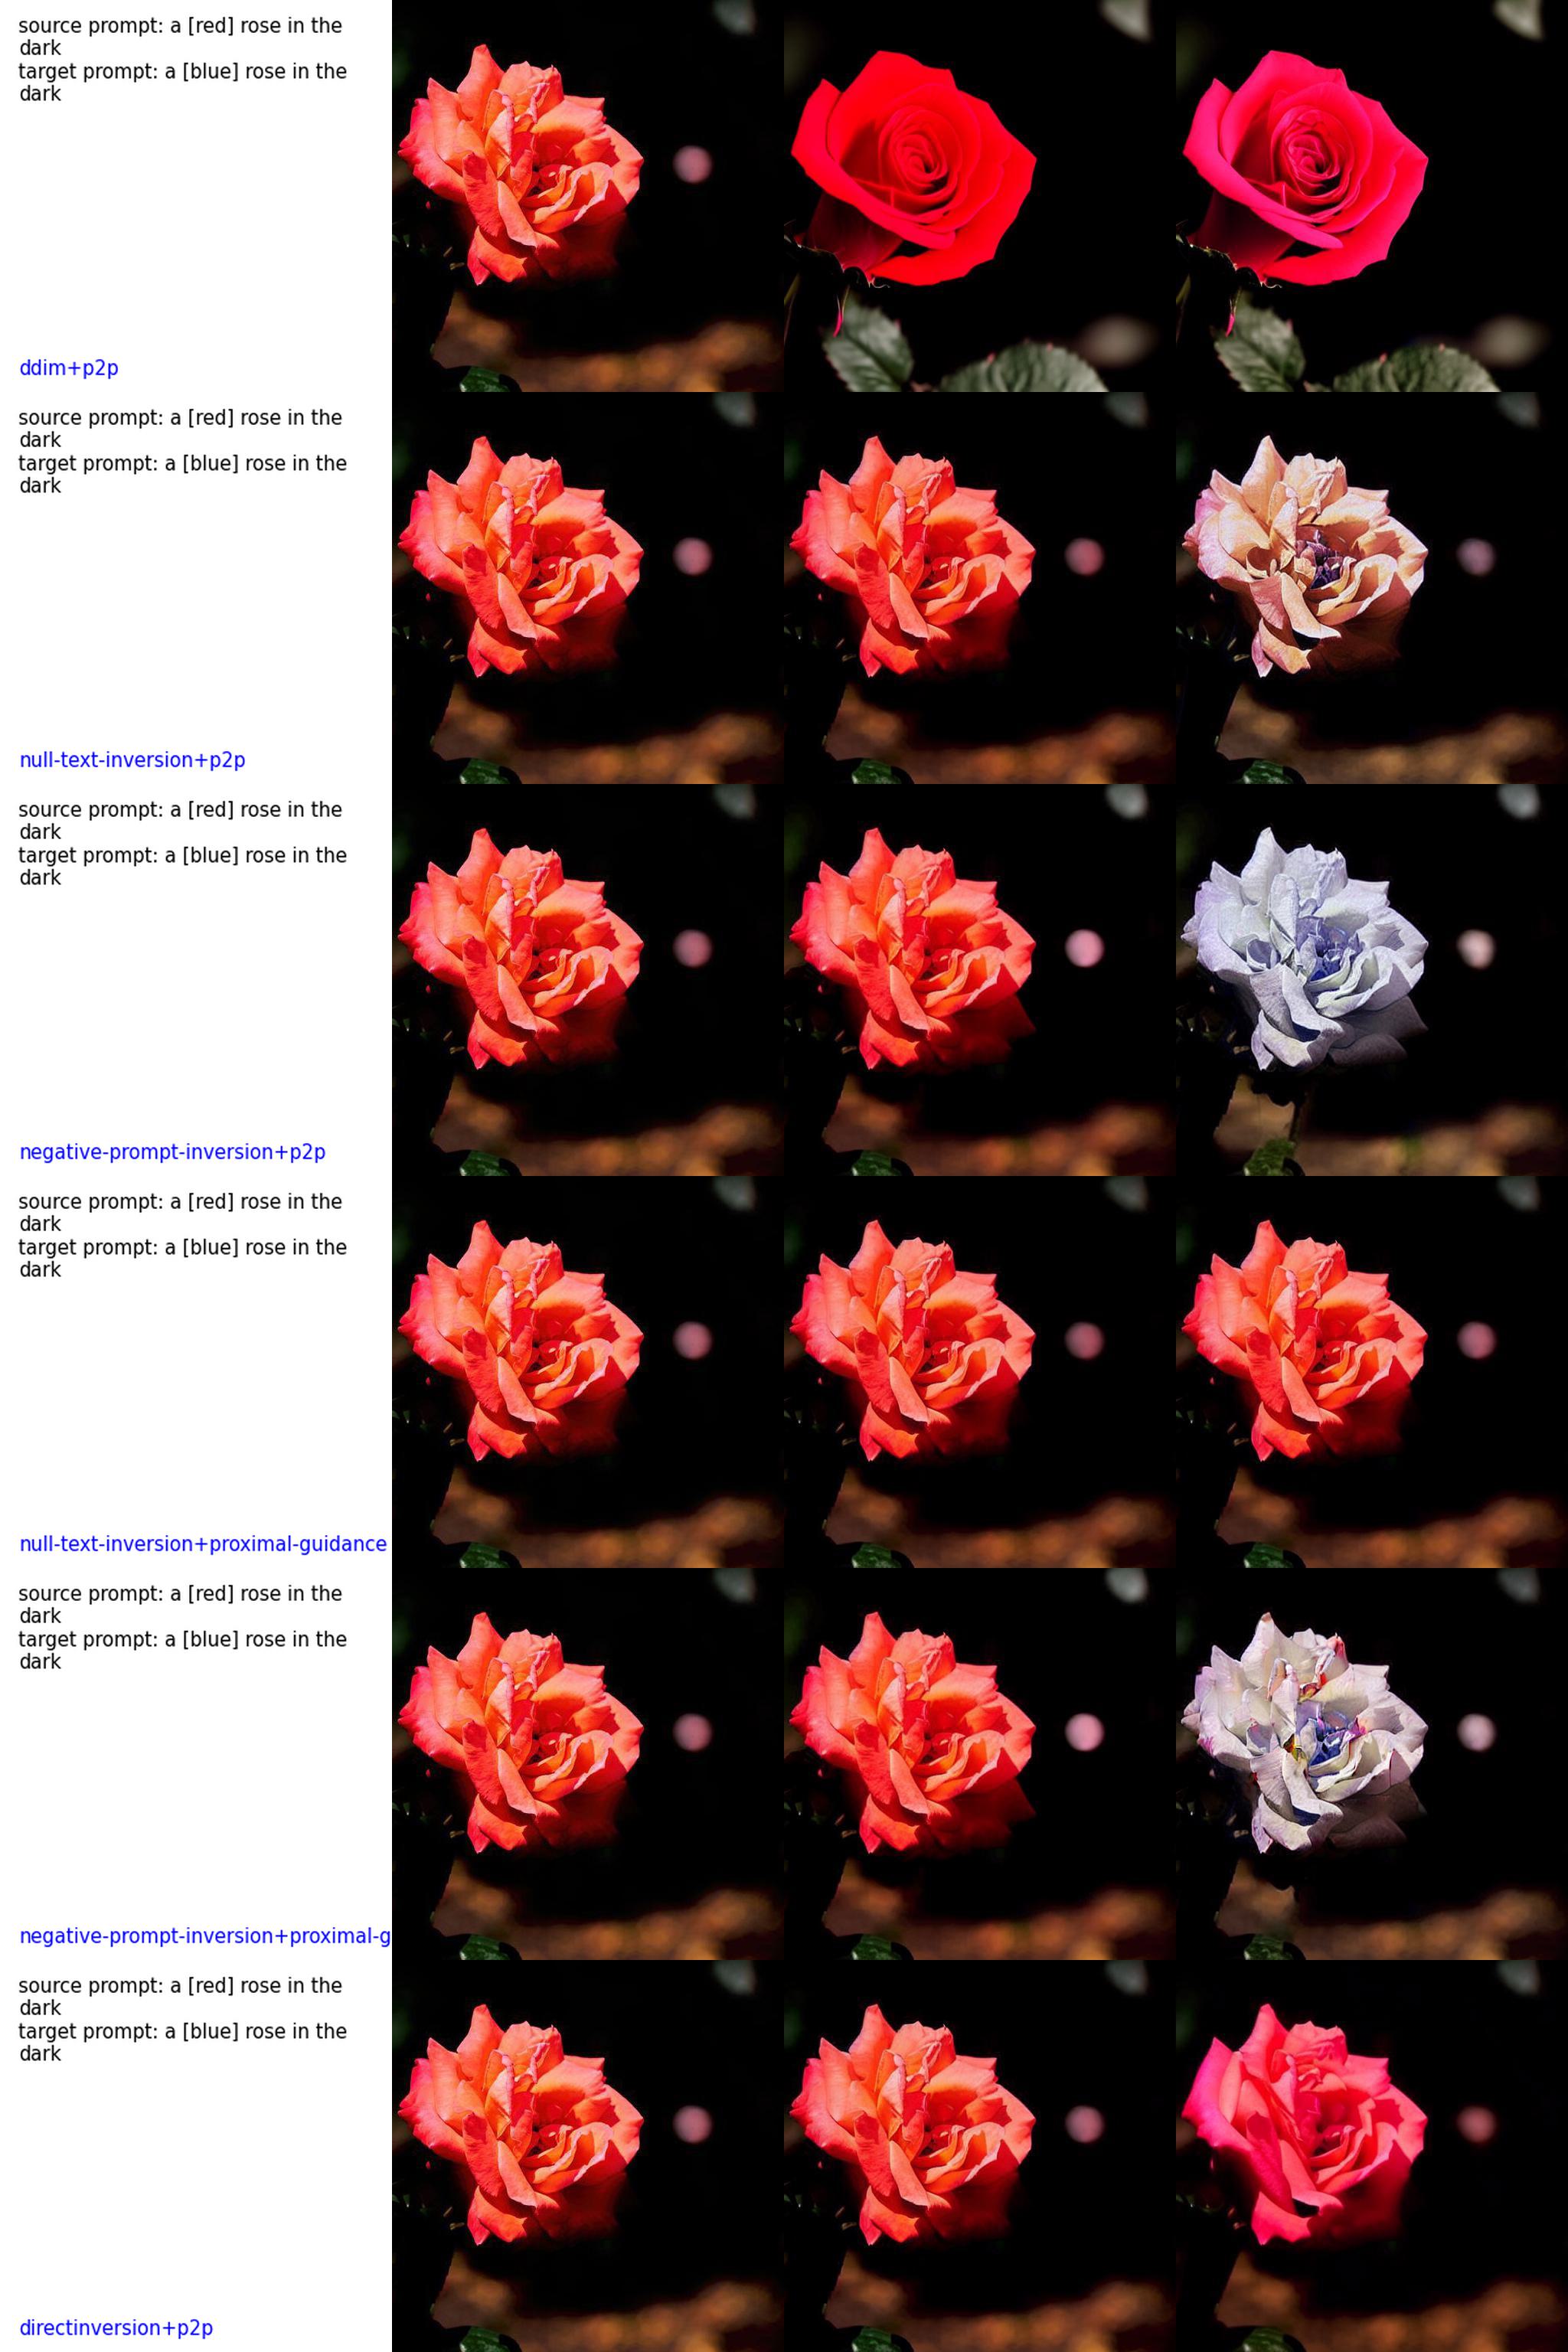 source prompt: a [red] rose in the
dark
target prompt: a [blue] rose in the
dark
ddim+p2p
source prompt: a [red] rose in the
dark
target prompt: a [blue] rose in the
dark
null-text-inversion+p2p
source prompt: a [red] rose in the
dark
target prompt: a [blue] rose in the
dark
negative-prompt-inversion+p2p
source prompt: a [red] rose in the
dark
target prompt: a [blue] rose in the
dark
null-text-inversion+proximal-guidance
source prompt: a [red] rose in the
dark
target prompt: a [blue] rose in the
dark
negative-prompt-inversion+proximal-g
source prompt: a [red] rose in the
dark
target prompt: a [blue] rose in the
dark
directinversion+p2p